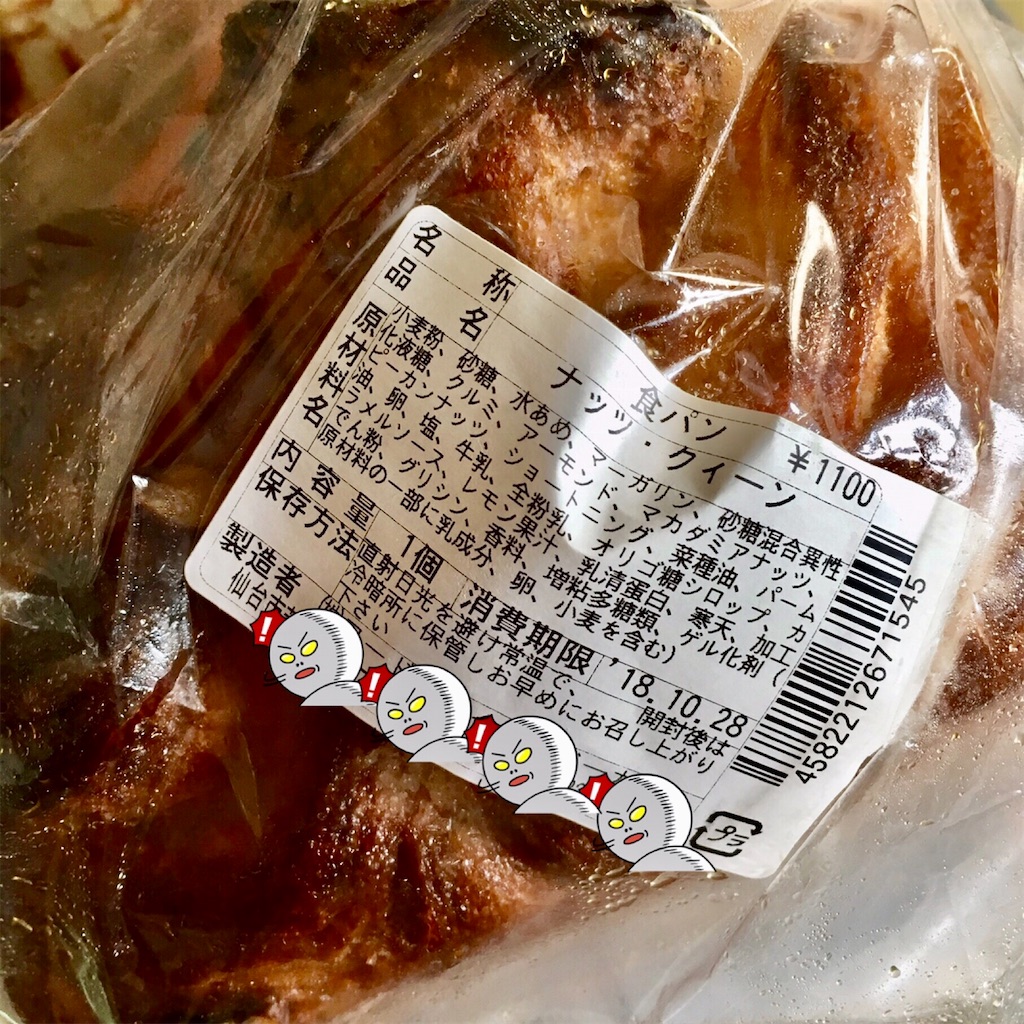 名称 食パン ¥1100
品名 ナッツ・クィーン
原材料名 小麦粉、砂糖、水あめ、マーガリン、砂糖混合異性
化液糖、クルミ、アーモンド、マカダミアナッツ、
ピーカンナッツ、ショートニング、菜種油、パーム
油、卵、塩、牛乳、全粉乳、オリゴ糖シロップ、カ
ラメルソース、レモン果汁、乳清蛋白、寒天、加工
でん粉、グリシン、香料、増粘多糖類、ゲル化剤(
原材料の一部に乳成分、卵、小麦を含む)
内容量 1個 消費期限 '18.10.28
保存方法 直射日光を避け常温で、開封後は
冷暗所に保管しお早めにお召し上がり
下さい
製造者
仙台市
4582212671545
プラ